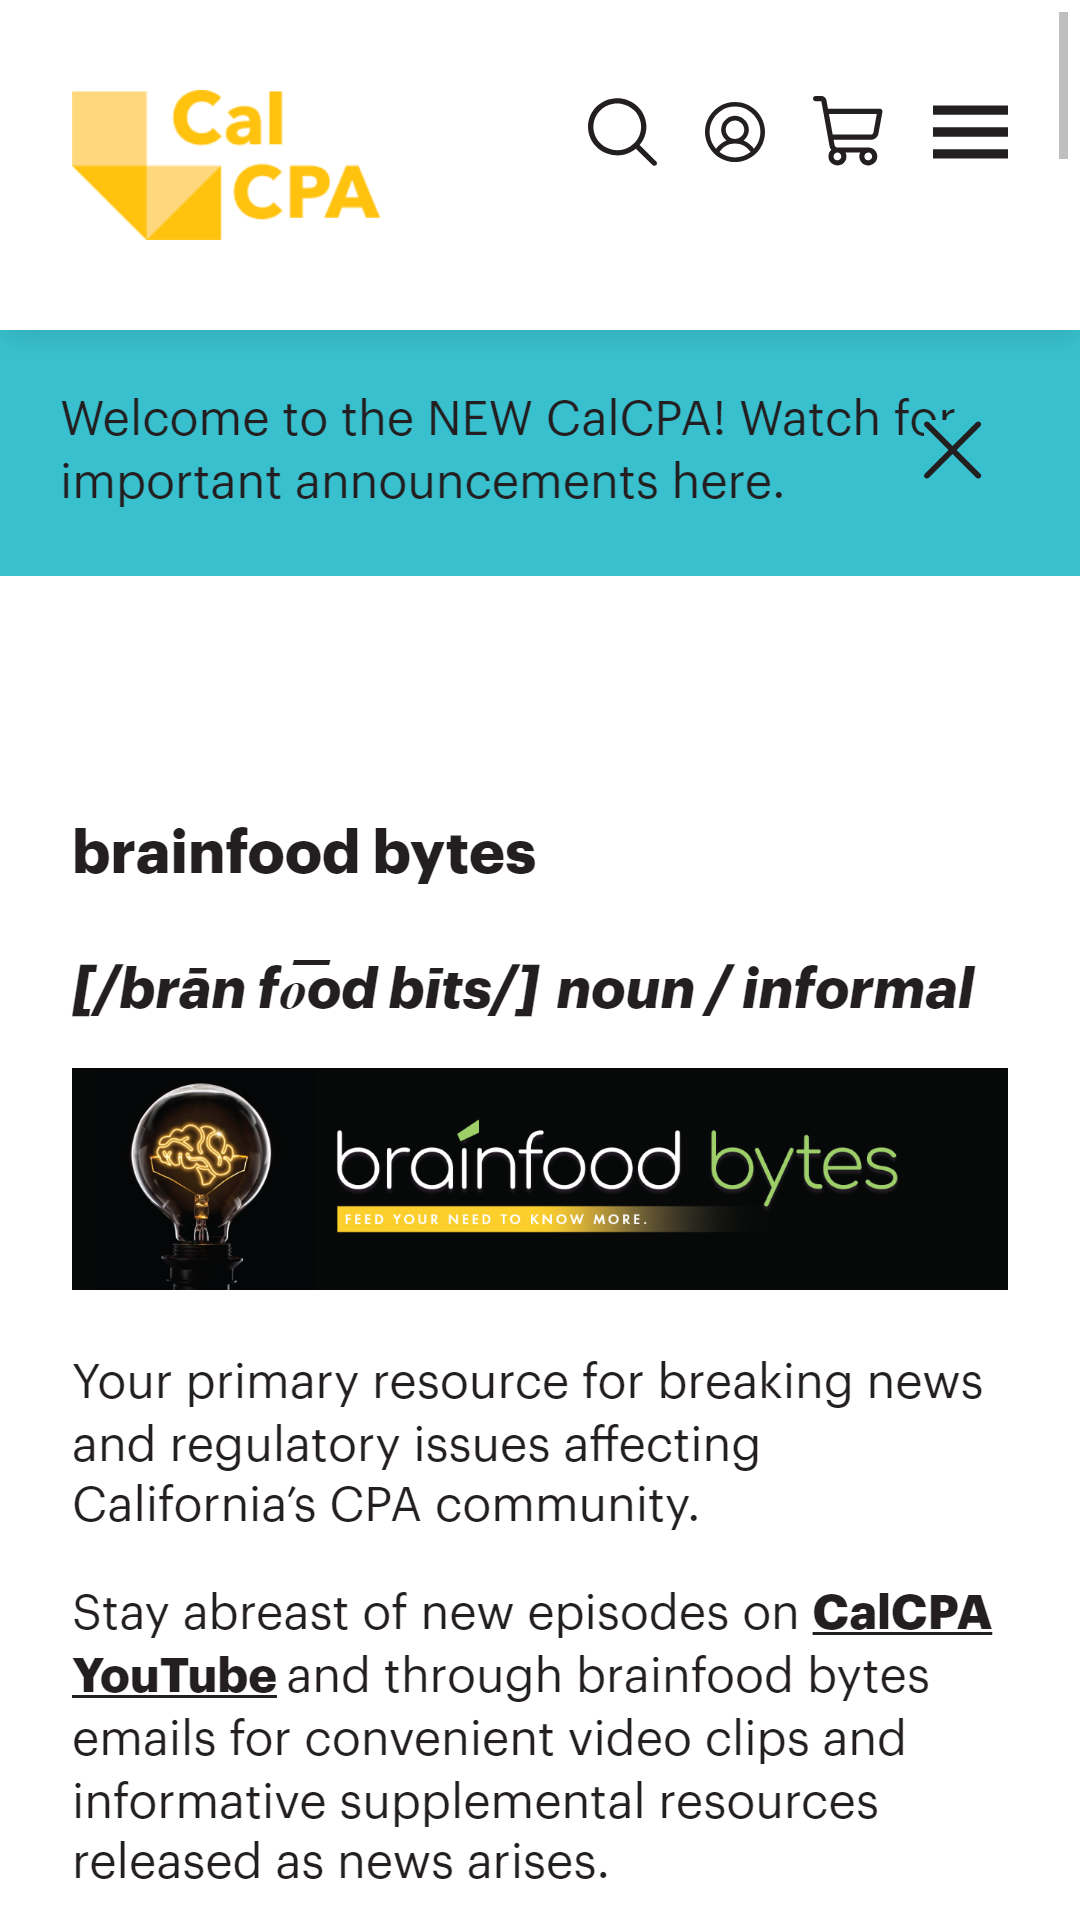 Cal
CPA
Welcome to the NEW CalCPA! Watch for
important announcements here.
brainfood bytes
[/brān fo͞od bīts/] noun / informal
brainfood bytes
FEED YOUR NEED TO KNOW MORE.
Your primary resource for breaking news
and regulatory issues affecting
California’s CPA community.
Stay abreast of new episodes on CalCPA
YouTube and through brainfood bytes
emails for convenient video clips and
informative supplemental resources
released as news arises.